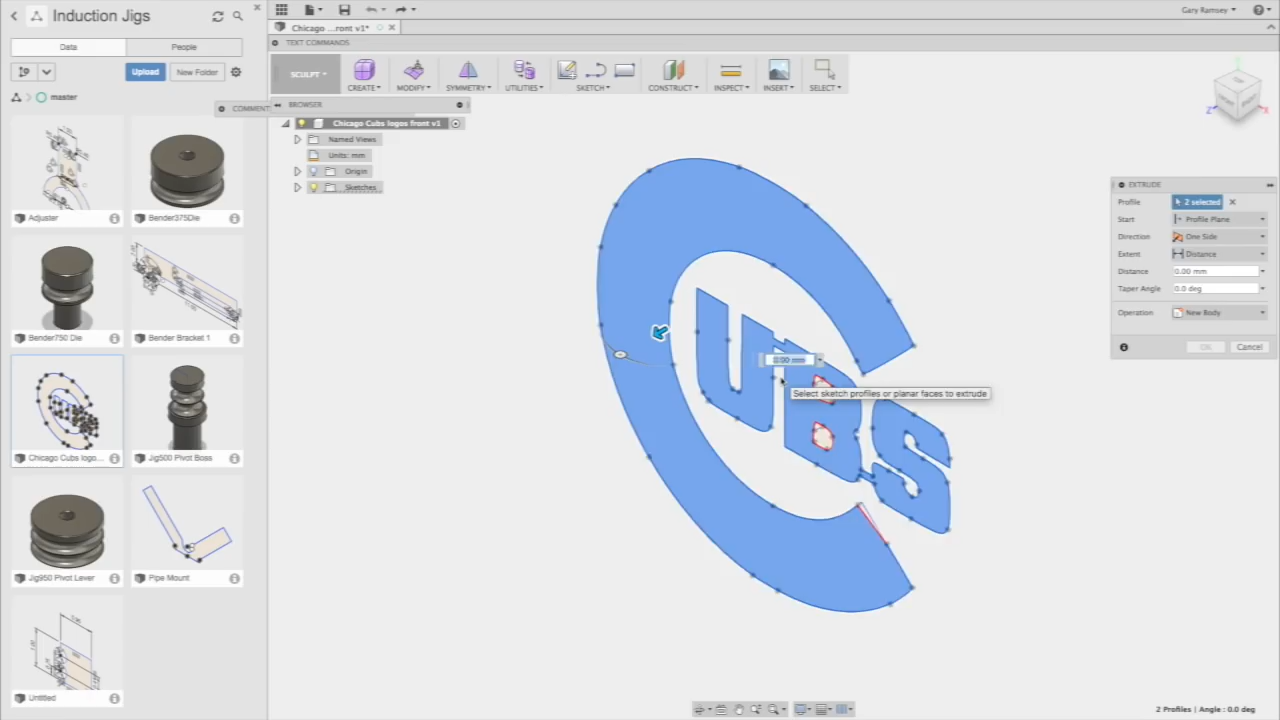 Induction Jigs
Gary Ramsey
Data
People
Chicago ...ront v1*
TEXT COMMANDS
Upload
New Folder
SCULPT
CREATE
MODIFY
SYMMETRY
UTILITIES
SKETCH
CONSTRUCT
INSPECT
INSERT
SELECT
master
COMMENT
BROWSER
Chicago Cubs logos front v1
Named Views
Units: mm
Origin
Sketches
Adjuster
Bender375Die
Bender750 Die
Bender Bracket 1
Chicago Cubs logo...
Jig500 Pivot Boss
Jig950 Pivot Lever
Pipe Mount
Untitled
UBS
0.00 mm
Select sketch profiles or planar faces to extrude
EXTRUDE
Profile
2 selected
Start
Profile Plane
Direction
One Side
Extent
Distance
Distance
0.00 mm
Taper Angle
0.0 deg
Operation
New Body
OK
Cancel
2 Profiles | Angle : 0.0 deg